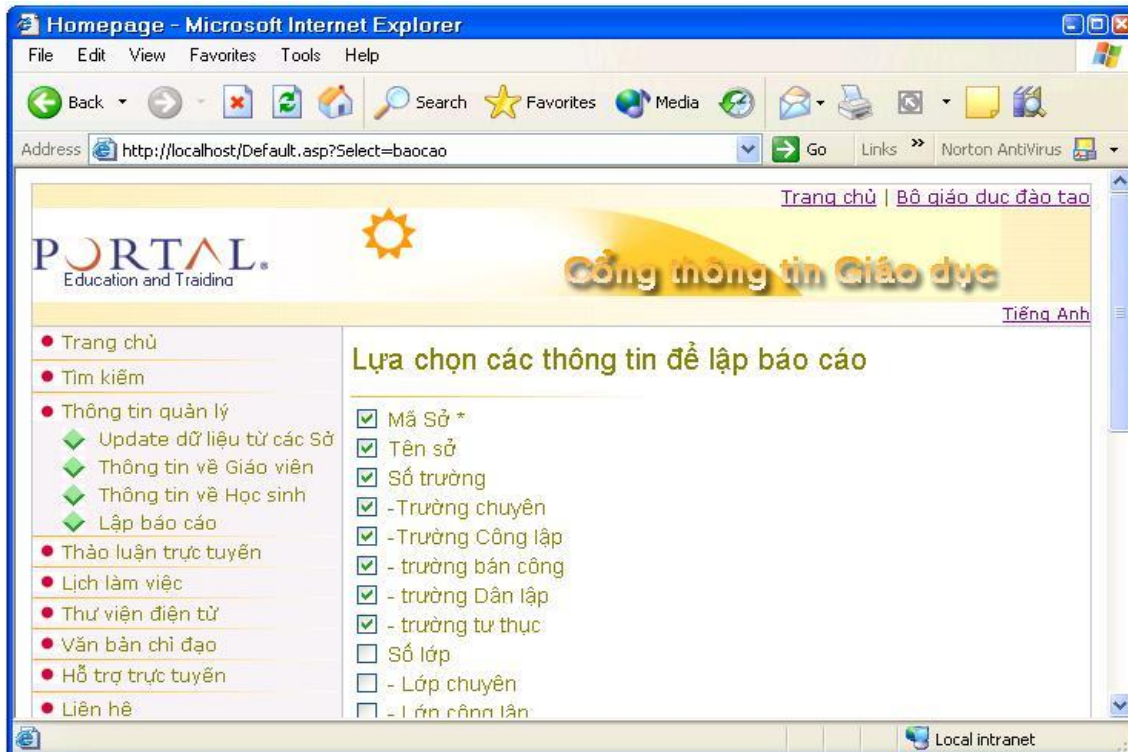 Homepage - Microsoft Internet Explorer
File Edit View Favorites Tools Help
Back Search Favorites Media
Address http://localhost/Default.asp?Select=baocao Go Links » Norton AntiVirus
Trang chủ | Bộ giáo dục đào tạo
PORTAL.
Education and Traiding
Cổng thông tin Giáo dục
Tiếng Anh
Trang chủ
Tìm kiếm
Thông tin quản lý
Update dữ liệu từ các Sở
Thông tin về Giáo viên
Thông tin về Học sinh
Lập báo cáo
Thảo luận trực tuyến
Lịch làm việc
Thư viện điện tử
Văn bản chỉ đạo
Hỗ trợ trực tuyến
Liên hệ
Lựa chọn các thông tin để lập báo cáo
Mã Sở *
Tên sở
Số trường
-Trường chuyên
-Trường Công lập
- trường bán công
- trường Dân lập
- trường tư thục
Số lớp
- Lớp chuyên
- Lớp công lập
Local intranet